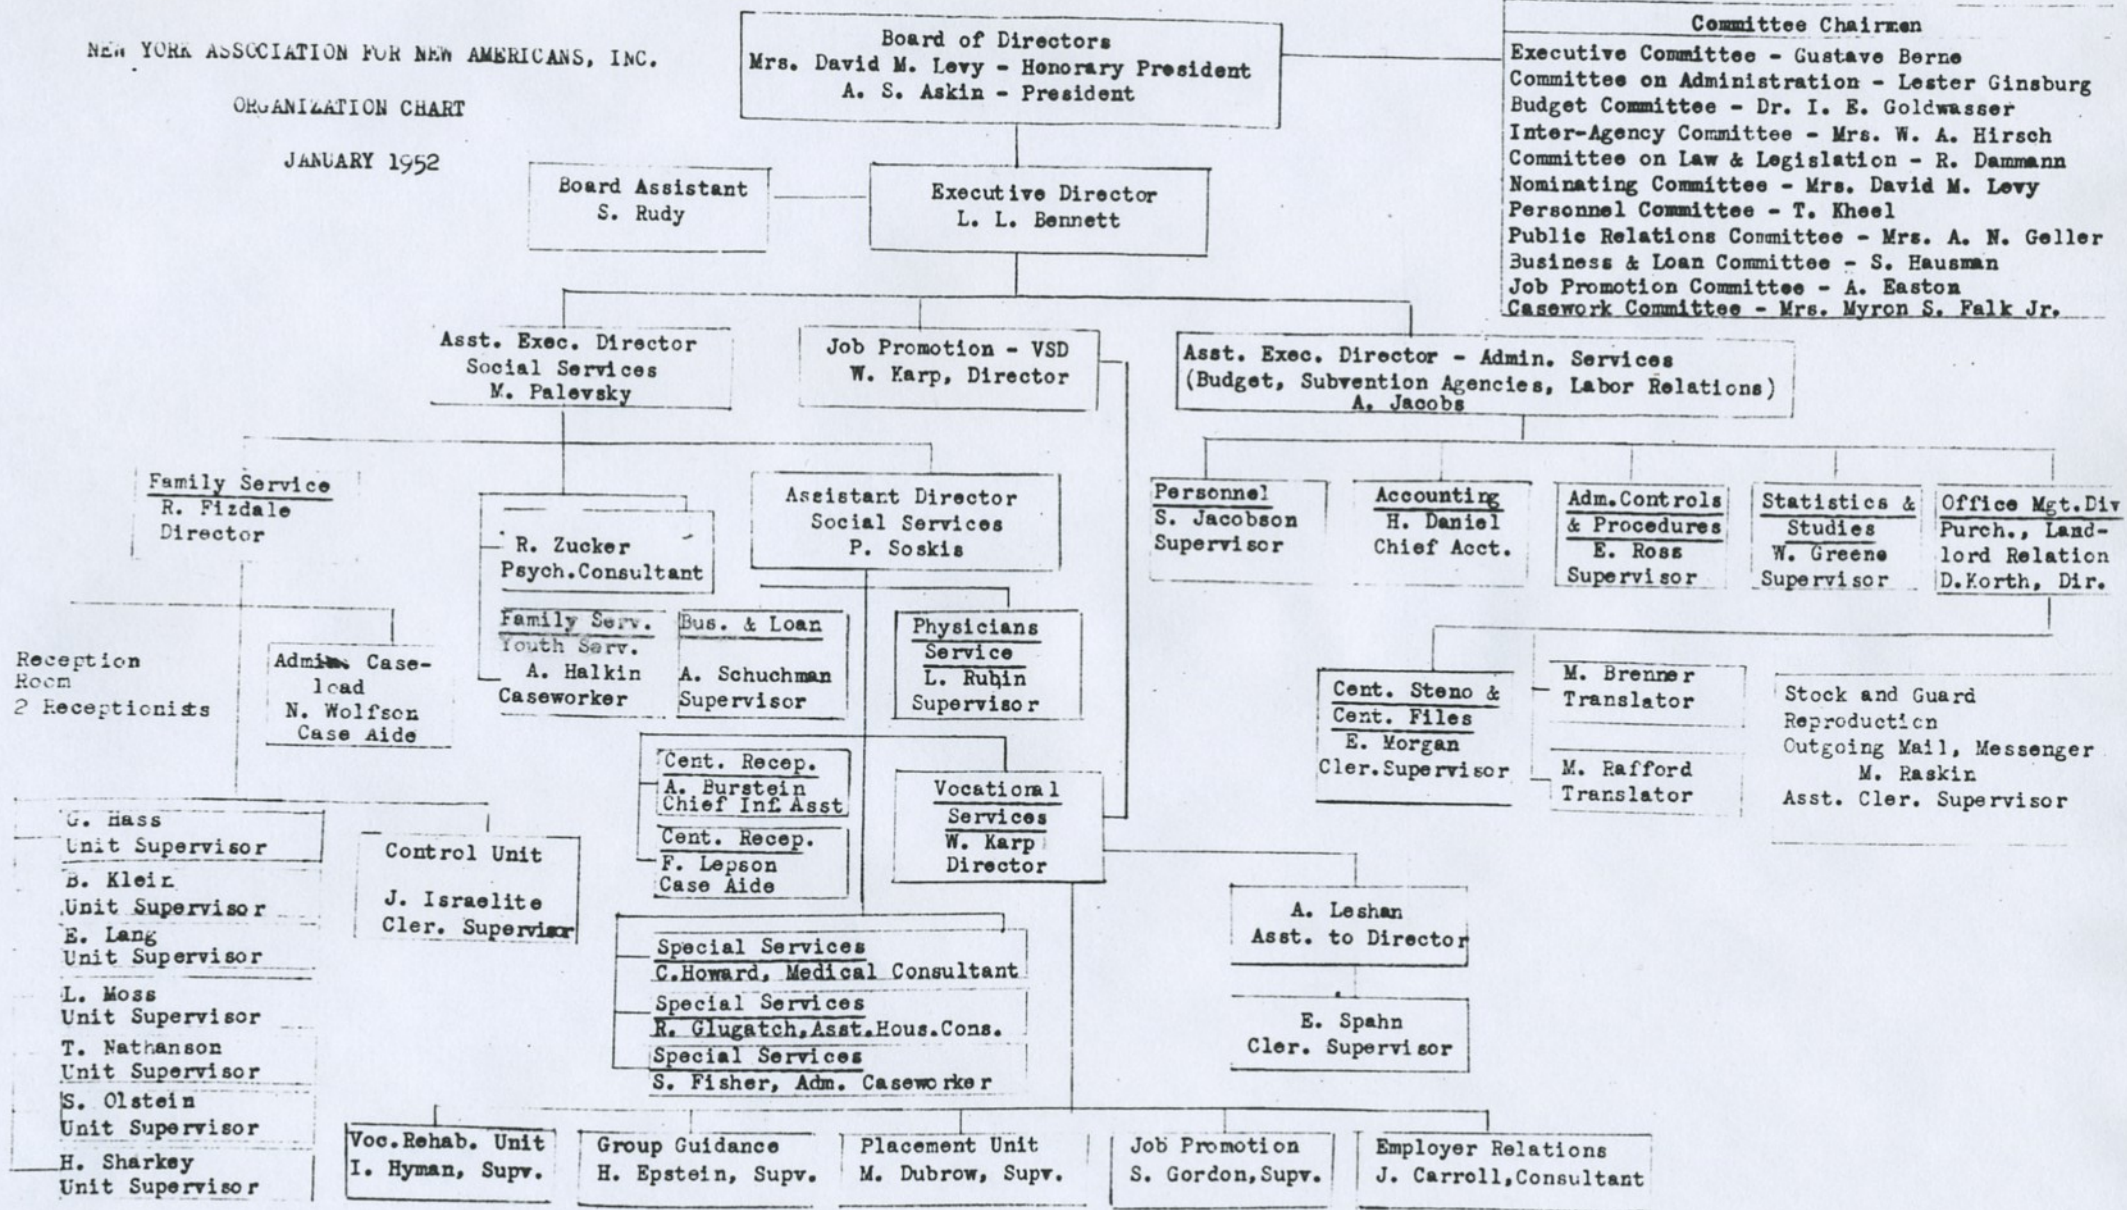 NEW YORK ASSOCIATION FOR NEW AMERICANS, INC.
ORGANIZATION CHART
JANUARY 1952
Board of Directors
Mrs. David M. Levy - Honorary President
A. S. Askin - President
Committee Chairmen
Executive Committee - Gustave Berne
Committee on Administration - Lester Ginsburg
Budget Committee - Dr. I. E. Goldwasser
Inter-Agency Committee - Mrs. W. A. Hirsch
Committee on Law & Legislation - R. Dammann
Nominating Committee - Mrs. David M. Levy
Personnel Committee - T. Kheel
Public Relations Committee - Mrs. A. N. Geller
Business & Loan Committee - S. Hausman
Job Promotion Committee - A. Easton
Casework Committee - Mrs. Myron S. Falk Jr.
Board Assistant
S. Rudy
Executive Director
L. L. Bennett
Asst. Exec. Director
Social Services
M. Palevsky
Job Promotion - VSD
W. Karp, Director
Asst. Exec. Director - Admin. Services
(Budget, Subvention Agencies, Labor Relations)
A. Jacobs
Family Service
R. Fizdale
Director
R. Zucker
Psych.Consultant
Assistant Director
Social Services
P. Soskis
Personnel
S. Jacobson
Supervisor
Accounting
H. Daniel
Chief Acct.
Adm.Controls
& Procedures
E. Ross
Supervisor
Statistics &
Studies
W. Greene
Supervisor
Office Mgt.Div
Purch., Land-
lord Relation
D.Korth, Dir.
Family Serv.
Youth Serv.
A. Halkin
Caseworker
Bus. & Loan
A. Schuchman
Supervisor
Physicians
Service
L. Rubin
Supervisor
Reception
Room
2 Receptionists
Admin. Case-
load
N. Wolfson
Case Aide
Cent. Steno &
Cent. Files
E. Morgan
Cler.Supervisor
M. Brenner
Translator
M. Rafford
Translator
Stock and Guard
Reproduction
Outgoing Mail, Messenger
M. Raskin
Asst. Cler. Supervisor
Cent. Recep.
A. Burstein
Chief Inf. Asst
Cent. Recep.
F. Lepson
Case Aide
Vocational
Services
W. Karp
Director
G. Hass
Unit Supervisor
B. Klein
Unit Supervisor
E. Lang
Unit Supervisor
L. Moss
Unit Supervisor
T. Nathanson
Unit Supervisor
S. Olstein
Unit Supervisor
H. Sharkey
Unit Supervisor
Control Unit
J. Israelite
Cler. Supervisor
Special Services
C.Howard, Medical Consultant
Special Services
R. Glugatch,Asst.Hous.Cons.
Special Services
S. Fisher, Adm. Caseworker
A. Leshan
Asst. to Director
E. Spahn
Cler. Supervisor
Voc.Rehab. Unit
I. Hyman, Supv.
Group Guidance
H. Epstein, Supv.
Placement Unit
M. Dubrow, Supv.
Job Promotion
S. Gordon,Supv.
Employer Relations
J. Carroll,Consultant